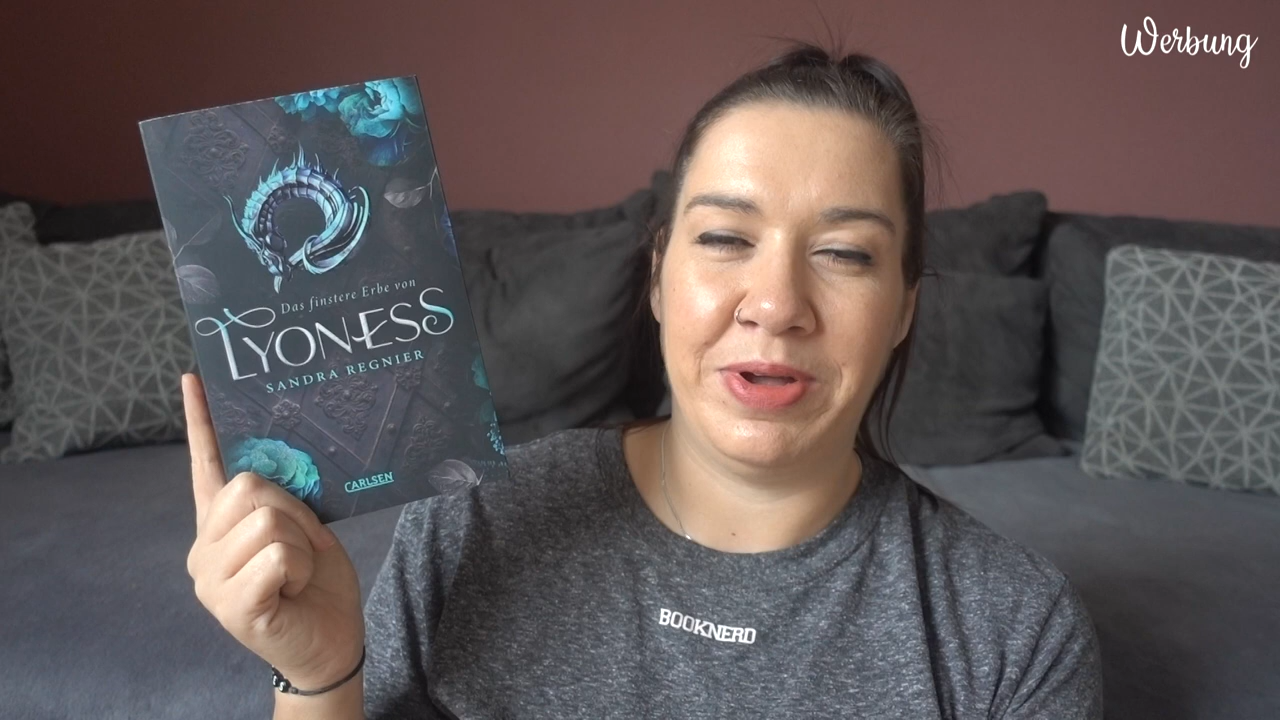 Werbung
Das finstere Erbe von
LYONESS
SANDRA REGNIER
CARLSEN
BOOKNERD